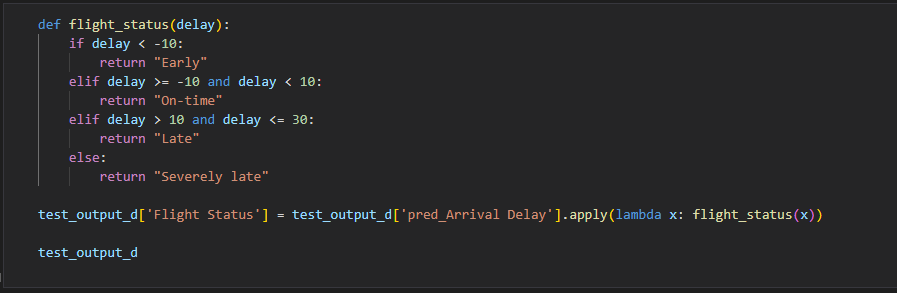 def flight_status(delay):
    if delay < -10:
        return "Early"
    elif delay >= -10 and delay < 10:
        return "On-time"
    elif delay > 10 and delay <= 30:
        return "Late"
    else:
        return "Severely late"
test_output_d['Flight Status'] = test_output_d['pred_Arrival Delay'].apply(lambda x: flight_status(x))
test_output_d